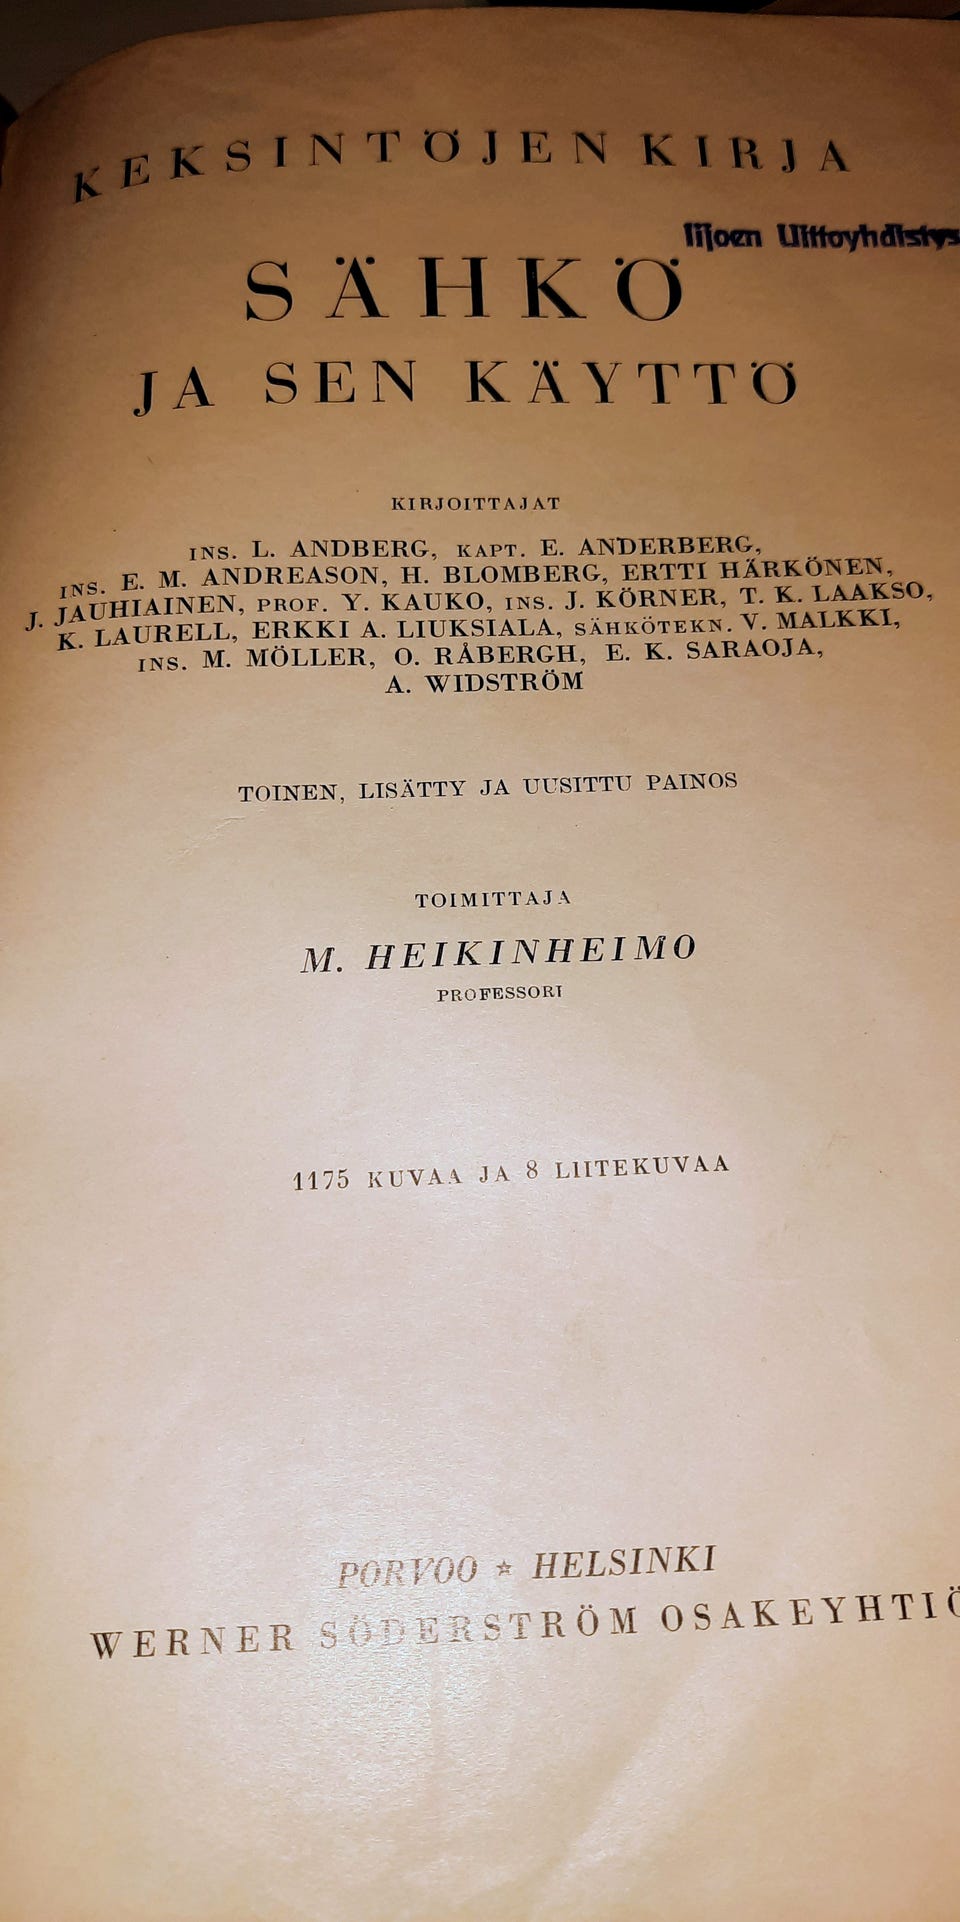 KEKSINTÖJEN KIRJA
Iijoen Uittoyhdistys
SÄHKÖ
JA SEN KÄYTTÖ
KIRJOITTAJAT
INS. L. ANDBERG, KAPT. E. ANDERBERG,
INS. E. M. ANDREASON, H. BLOMBERG, ERTTI HÄRKÖNEN,
J. JAUHIAINEN, PROF. Y. KAUKO, INS. J. KÖRNER, T. K. LAAKSO,
K. LAURELL, ERKKI A. LIUKSIALA, SÄHKÖTEKN. V. MALKKI,
INS. M. MÖLLER, O. RÅBERGH, E. K. SARAOJA,
A. WIDSTRÖM
TOINEN, LISÄTTY JA UUSITTU PAINOS
TOIMITTAJA
M. HEIKINHEIMO
PROFESSORI
1175 KUVAA JA 8 LIITEKUVAA
PORVOO ★ HELSINKI
WERNER SÖDERSTRÖM OSAKEYHTIÖ